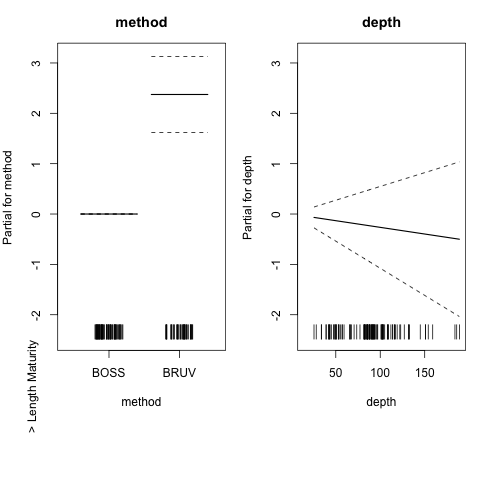 method
Partial for method
3
2
1
0
-1
-2
BOSS
BRUV
method
> Length Maturity
depth
Partial for depth
3
2
1
0
-1
-2
50
100
150
depth